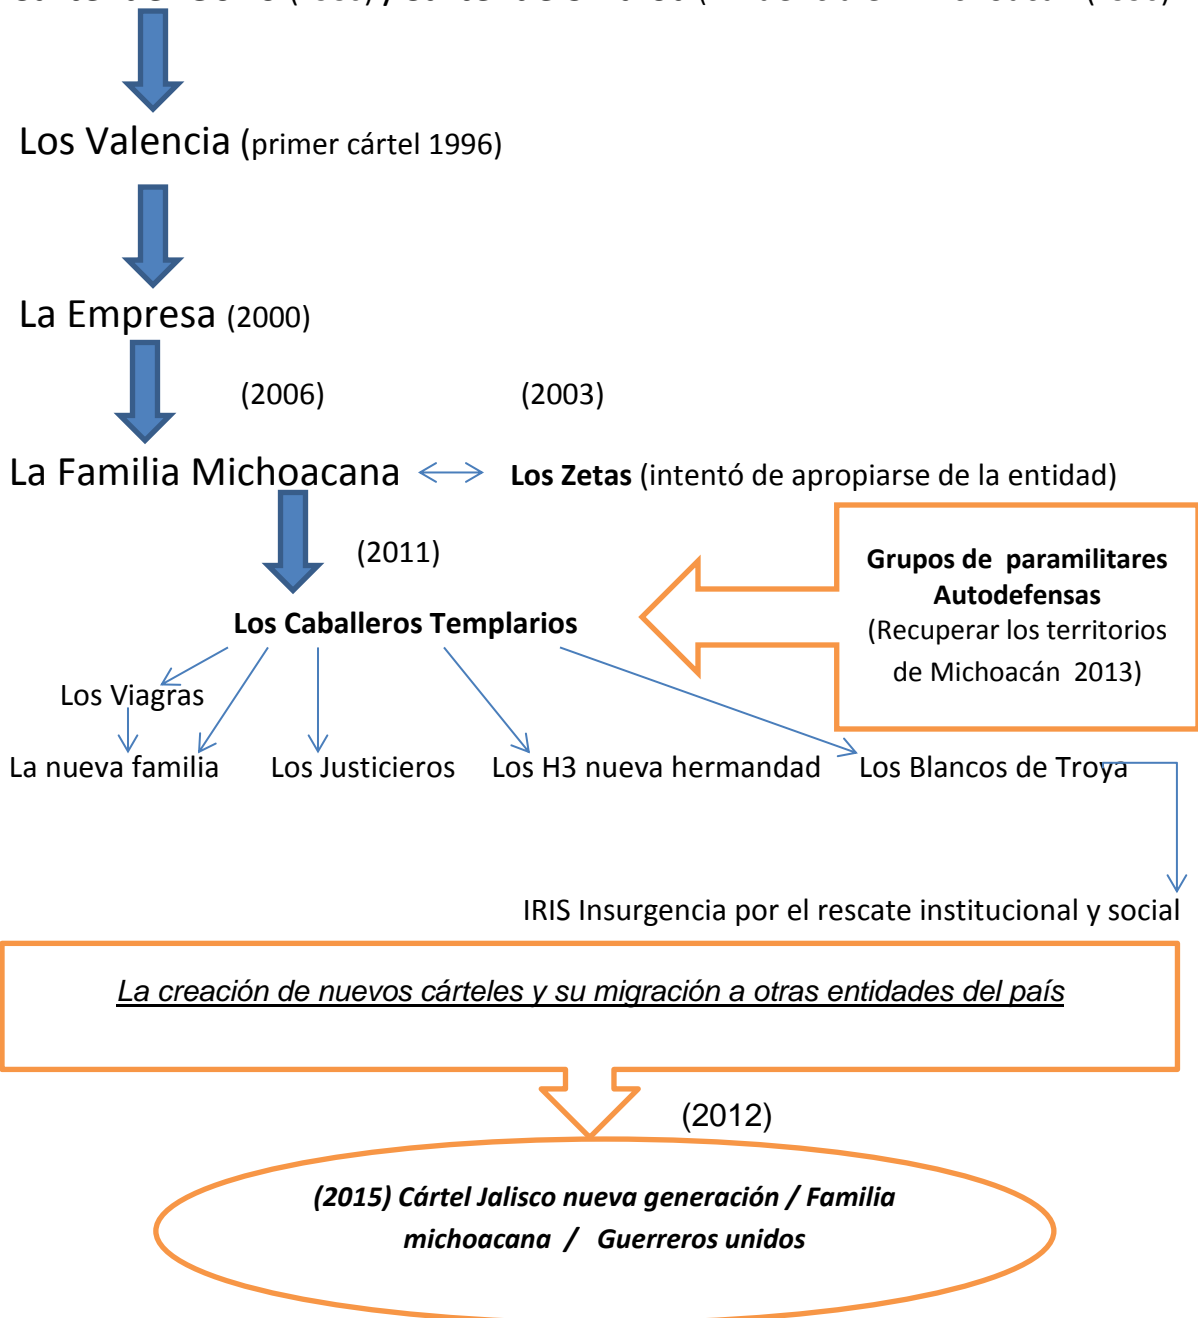 Los Valencia (primer cártel 1996)
La Empresa (2000)
(2006) (2003)
La Familia Michoacana Los Zetas (intentó de apropiarse de la entidad)
(2011)
Grupos de paramilitares
Autodefensas
(Recuperar los territorios
de Michoacán 2013)
Los Caballeros Templarios
Los Viagras
La nueva familia Los Justicieros Los H3 nueva hermandad Los Blancos de Troya
IRIS Insurgencia por el rescate institucional y social
La creación de nuevos cárteles y su migración a otras entidades del país
(2012)
(2015) Cártel Jalisco nueva generación / Familia
michoacana / Guerreros unidos